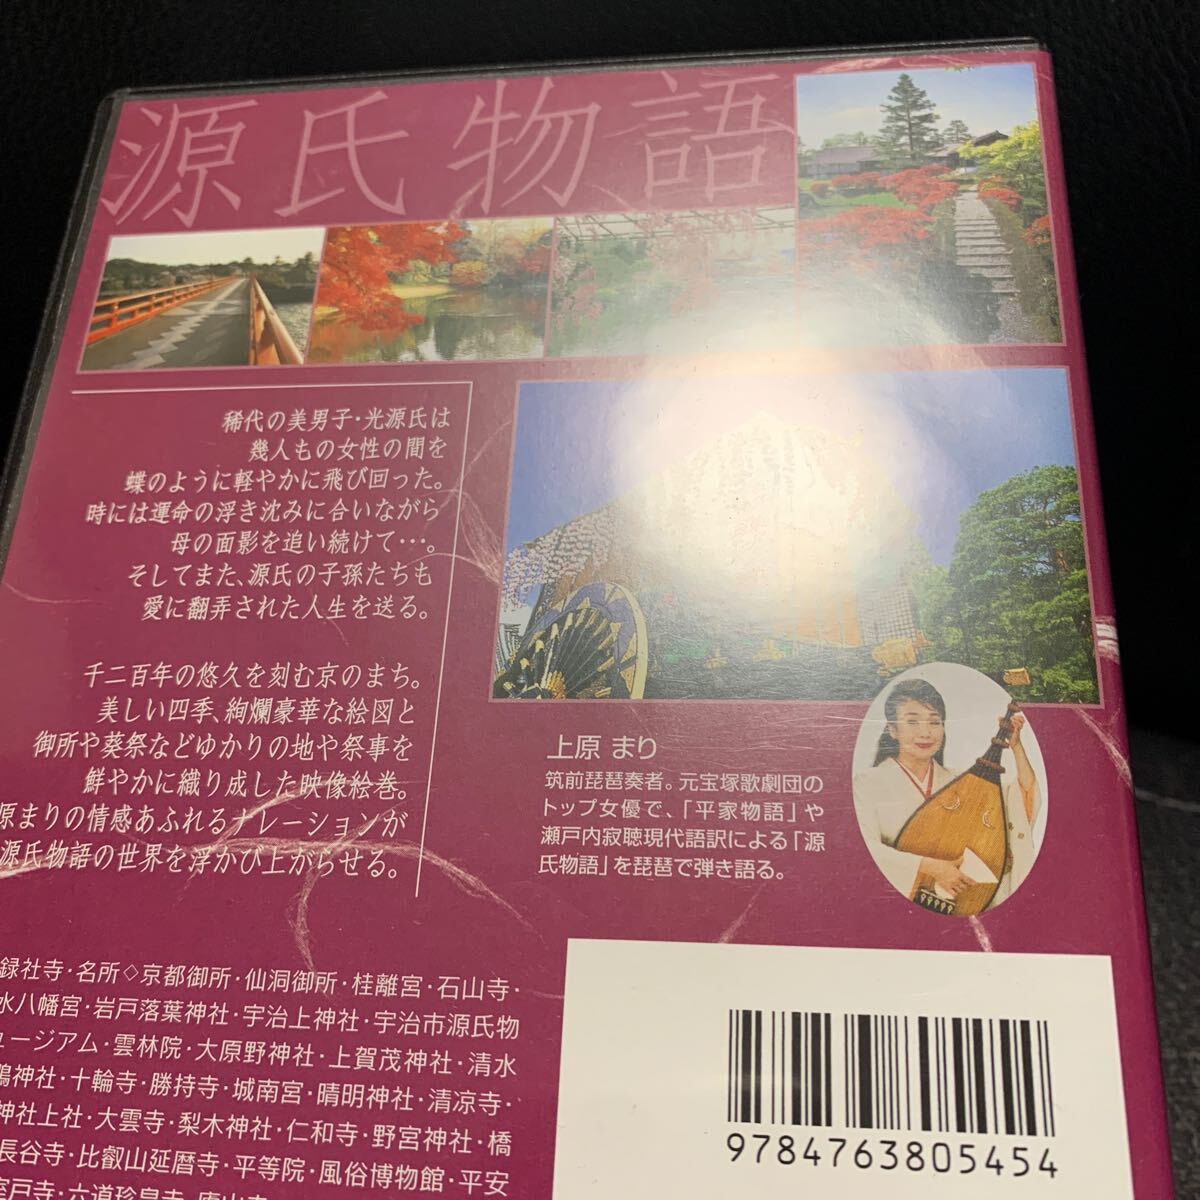 源氏物語
稀代の美男子・光源氏は
幾人もの女性の間を
蝶のように軽やかに飛び回った。
時には運命の浮き沈みに合いながら
母の面影を追い続けて…。
そしてまた、源氏の子孫たちも
愛に翻弄された人生を送る。
千二百年の悠久を刻む京のまち。
美しい四季、絢爛豪華な絵図と
御所や葵祭などゆかりの地や祭事を
鮮やかに織り成した映像絵巻。
原まりの情感あふれるナレーションが
源氏物語の世界を浮かび上がらせる。
上原 まり
筑前琵琶奏者。元宝塚歌劇団の
トップ女優で、「平家物語」や
瀬戸内寂聴現代語訳による「源
氏物語」を琵琶で弾き語る。
録社寺・名所◇京都御所・仙洞御所・桂離宮・石山寺・
水八幡宮・岩戸落葉神社・宇治上神社・宇治市源氏物
ュージアム・雲林院・大原野神社・上賀茂神社・清水
鴨神社・十輪寺・勝持寺・城南宮・晴明神社・清凉寺・
神社上社・大雲寺・梨木神社・仁和寺・野宮神社・橋
長谷寺・比叡山延暦寺・平等院・風俗博物館・平安
室戸寺・六道珍皇寺・廬山寺
9784763805454